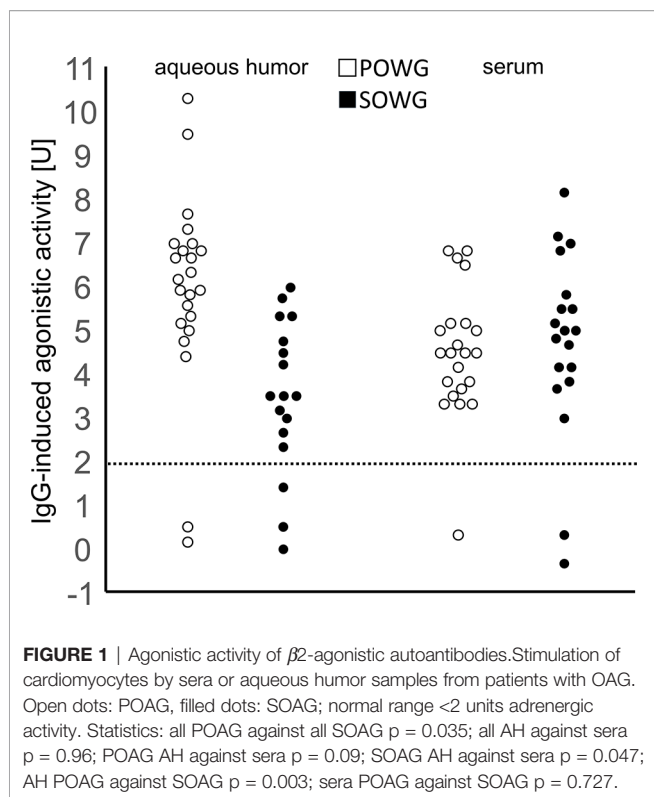 aqueous humor
POWG
SOWG
serum
IgG-induced agonistic activity [U]
11
10
9
8
7
6
5
4
3
2
1
0
-1
FIGURE 1 | Agonistic activity of β2-agonistic autoantibodies.Stimulation of
cardiomyocytes by sera or aqueous humor samples from patients with OAG.
Open dots: POAG, filled dots: SOAG; normal range <2 units adrenergic
activity. Statistics: all POAG against all SOAG p = 0.035; all AH against sera
p = 0.96; POAG AH against sera p = 0.09; SOAG AH against sera p = 0.047;
AH POAG against SOAG p = 0.003; sera POAG against SOAG p = 0.727.